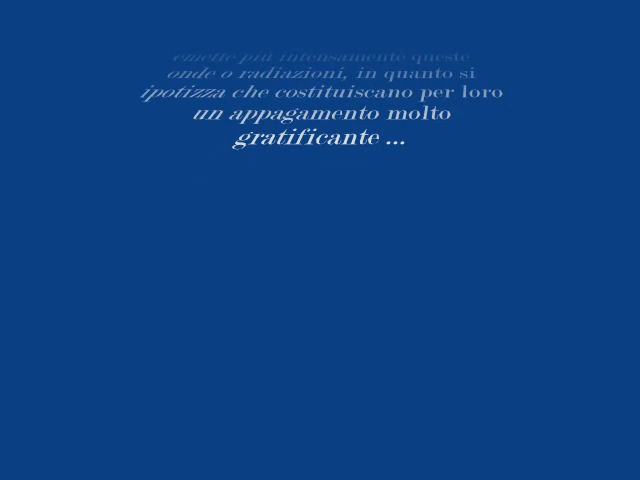 emette più intensamente queste
onde o radiazioni, in quanto si
ipotizza che costituiscano per loro
un appagamento molto
gratificante ...